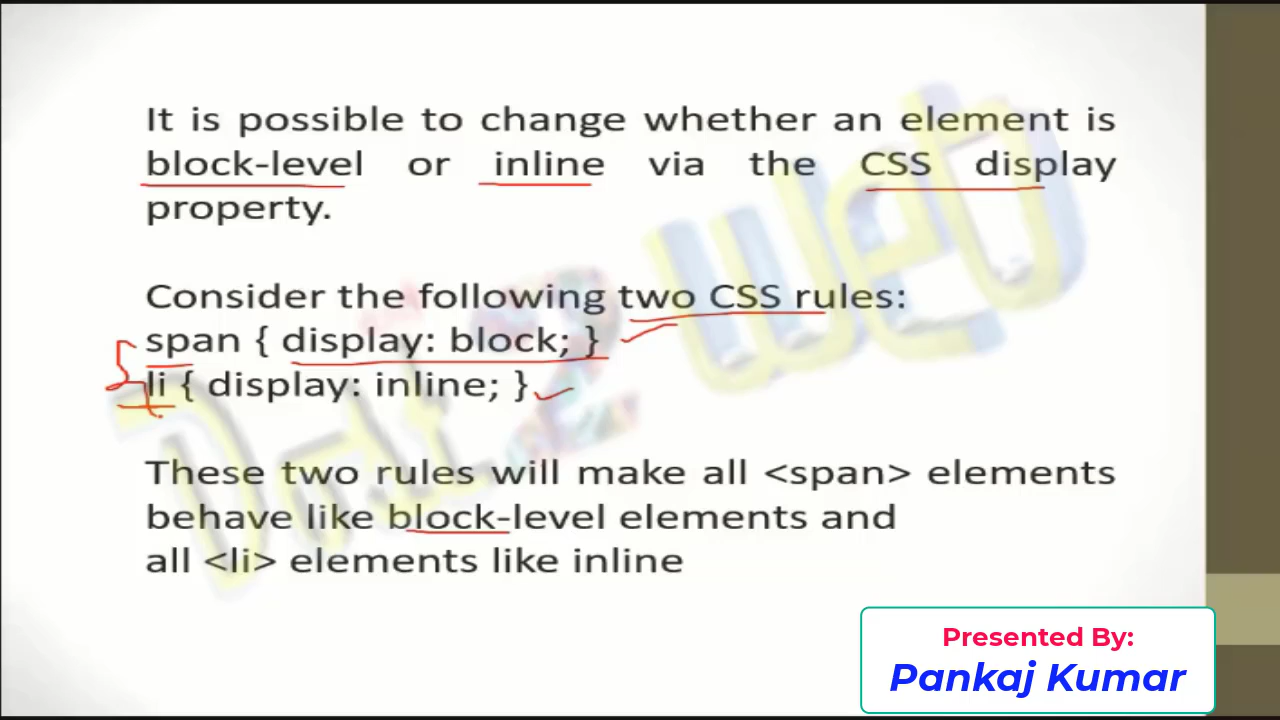 It is possible to change whether an element is
block-level or inline via the CSS display
property.
Consider the following two CSS rules:
span { display: block; }
li { display: inline; }
These two rules will make all <span> elements
behave like block-level elements and
all <li> elements like inline
Presented By:
Pankaj Kumar